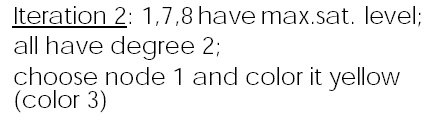 Iteration 2: 1,7,8 have max.sat. level;
all have degree 2;
choose node 1 and color it yellow
(color 3)